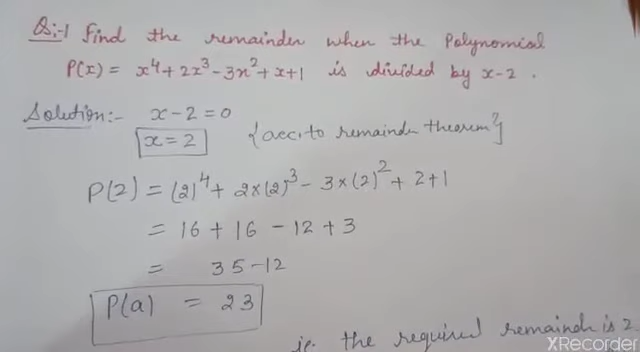 Q:-1 Find the remainder when the Polynomial
P(x) = x⁴ + 2x³ - 3x² + x + 1 is divided by x-2 .
Solution:- x - 2 = 0
x = 2 {acc. to remainder theorem}
P(2) = (2)⁴ + 2×(2)³ - 3×(2)² + 2+1
= 16 + 16 - 12 + 3
= 35-12
P(a) = 23
ie. the required remainder is 2
XRecorder